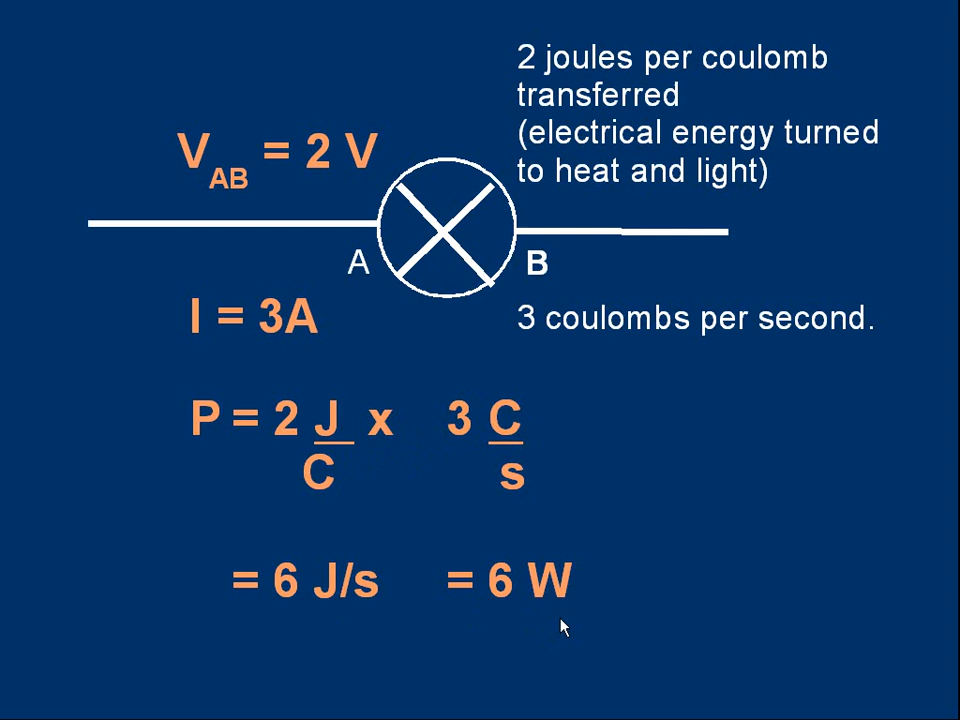 2 joules per coulomb
transferred
(electrical energy turned
to heat and light)
VAB = 2 V
A
B
I = 3A
3 coulombs per second.
P = 2 J x 3 C
C s
= 6 J/s = 6 W